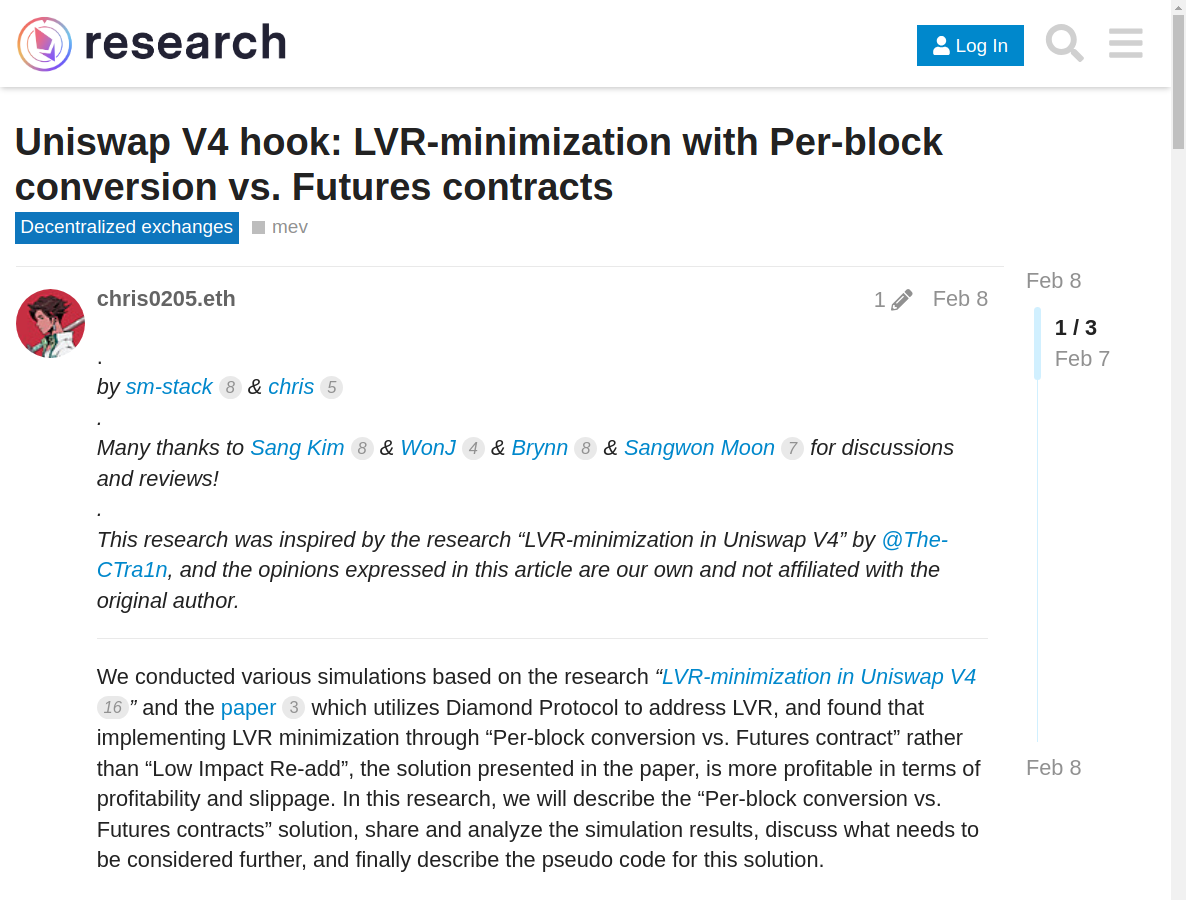 research
Log In
Uniswap V4 hook: LVR-minimization with Per-block
conversion vs. Futures contracts
Decentralized exchanges mev
chris0205.eth 1 Feb 8
.
by sm-stack 8 & chris 5
.
Many thanks to Sang Kim 8 & WonJ 4 & Brynn 8 & Sangwon Moon 7 for discussions
and reviews!
.
This research was inspired by the research “LVR-minimization in Uniswap V4” by @The-
CTra1n, and the opinions expressed in this article are our own and not affiliated with the
original author.
We conducted various simulations based on the research “LVR-minimization in Uniswap V4
16” and the paper 3 which utilizes Diamond Protocol to address LVR, and found that
implementing LVR minimization through “Per-block conversion vs. Futures contract” rather
than “Low Impact Re-add”, the solution presented in the paper, is more profitable in terms of
profitability and slippage. In this research, we will describe the “Per-block conversion vs.
Futures contracts” solution, share and analyze the simulation results, discuss what needs to
be considered further, and finally describe the pseudo code for this solution.
Feb 8
1 / 3
Feb 7
Feb 8